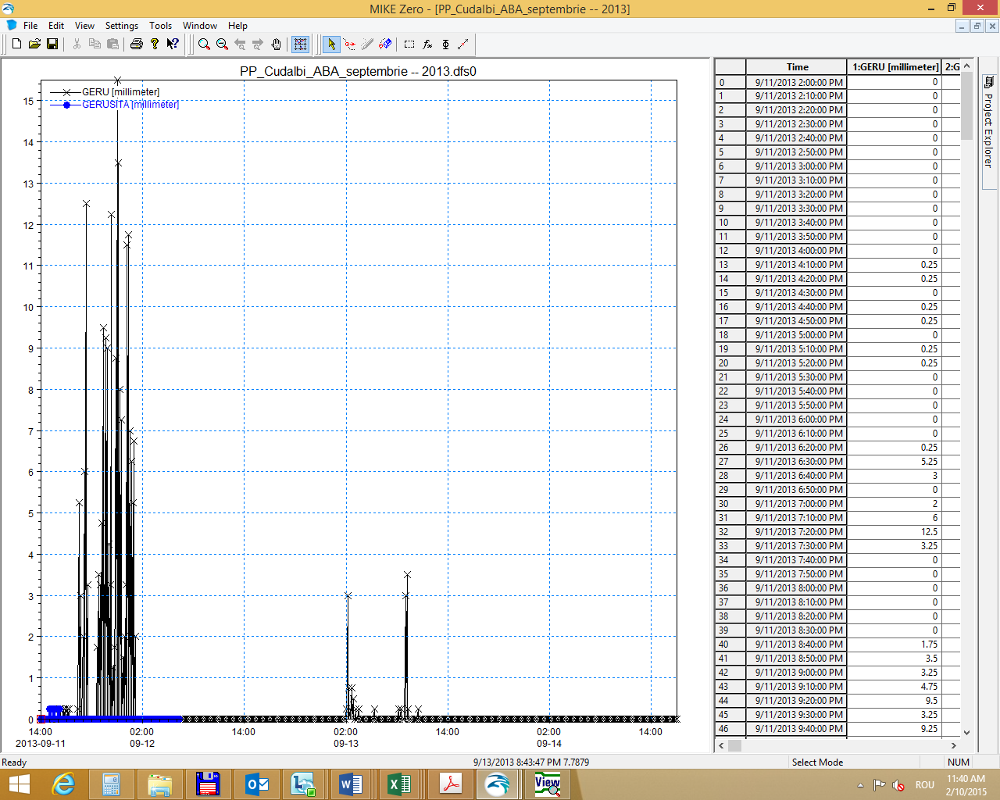 MIKE Zero - [PP_Cudalbi_ABA_septembrie -- 2013]
File Edit View Settings Tools Window Help
PP_Cudalbi_ABA_septembrie -- 2013.dfs0
GERU [millimeter]
GERUSITA [millimeter]
15
14
13
12
11
10
9
8
7
6
5
4
3
2
1
0
14:00 02:00 14:00 02:00 14:00 02:00 14:00
2013-09-11 09-12 09-13 09-14
Time 1:GERU [millimeter] 2:G
0 9/11/2013 2:00:00 PM 0
1 9/11/2013 2:10:00 PM 0
2 9/11/2013 2:20:00 PM 0
3 9/11/2013 2:30:00 PM 0
4 9/11/2013 2:40:00 PM 0
5 9/11/2013 2:50:00 PM 0
6 9/11/2013 3:00:00 PM 0
7 9/11/2013 3:10:00 PM 0
8 9/11/2013 3:20:00 PM 0
9 9/11/2013 3:30:00 PM 0
10 9/11/2013 3:40:00 PM 0
11 9/11/2013 3:50:00 PM 0
12 9/11/2013 4:00:00 PM 0
13 9/11/2013 4:10:00 PM 0.25
14 9/11/2013 4:20:00 PM 0.25
15 9/11/2013 4:30:00 PM 0
16 9/11/2013 4:40:00 PM 0.25
17 9/11/2013 4:50:00 PM 0.25
18 9/11/2013 5:00:00 PM 0
19 9/11/2013 5:10:00 PM 0.25
20 9/11/2013 5:20:00 PM 0.25
21 9/11/2013 5:30:00 PM 0
22 9/11/2013 5:40:00 PM 0
23 9/11/2013 5:50:00 PM 0
24 9/11/2013 6:00:00 PM 0
25 9/11/2013 6:10:00 PM 0
26 9/11/2013 6:20:00 PM 0.25
27 9/11/2013 6:30:00 PM 5.25
28 9/11/2013 6:40:00 PM 3
29 9/11/2013 6:50:00 PM 0
30 9/11/2013 7:00:00 PM 2
31 9/11/2013 7:10:00 PM 6
32 9/11/2013 7:20:00 PM 12.5
33 9/11/2013 7:30:00 PM 3.25
34 9/11/2013 7:40:00 PM 0
35 9/11/2013 7:50:00 PM 0
36 9/11/2013 8:00:00 PM 0
37 9/11/2013 8:10:00 PM 0
38 9/11/2013 8:20:00 PM 0
39 9/11/2013 8:30:00 PM 0
40 9/11/2013 8:40:00 PM 1.75
41 9/11/2013 8:50:00 PM 3.5
42 9/11/2013 9:00:00 PM 3.25
43 9/11/2013 9:10:00 PM 4.75
44 9/11/2013 9:20:00 PM 9.5
45 9/11/2013 9:30:00 PM 3.25
46 9/11/2013 9:40:00 PM 9.25
Project Explorer
Ready 9/13/2013 8:43:47 PM 7.7879 Select Mode NUM
View
ROU
11:40 AM
2/10/2015